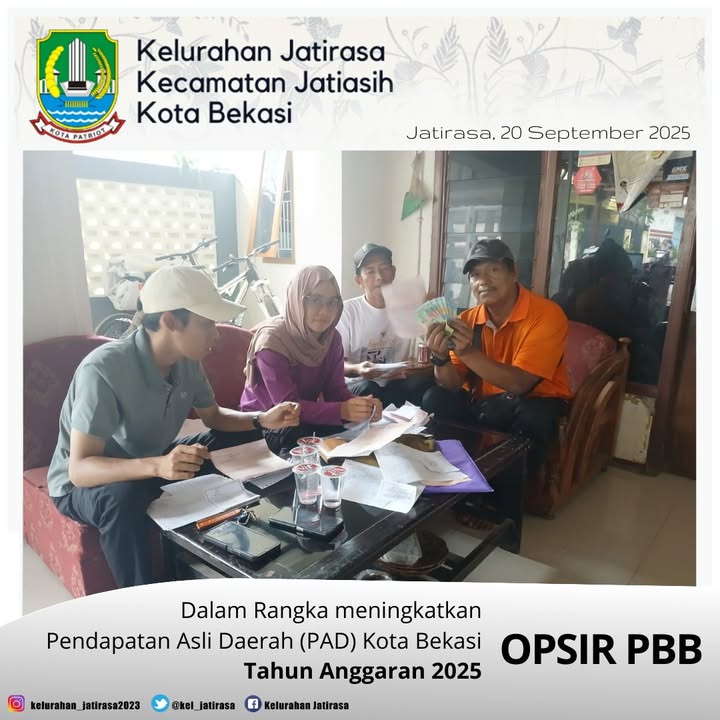 Kelurahan Jatirasa
Kecamatan Jatiasih
Kota Bekasi
KOTA PATRIOT
Jatirasa, 20 September 2025
Dalam Rangka meningkatkan
Pendapatan Asli Daerah (PAD) Kota Bekasi
Tahun Anggaran 2025
OPSIR PBB
kelurahan_jatirasa2023 @kel_jatirasa Kelurahan Jatirasa